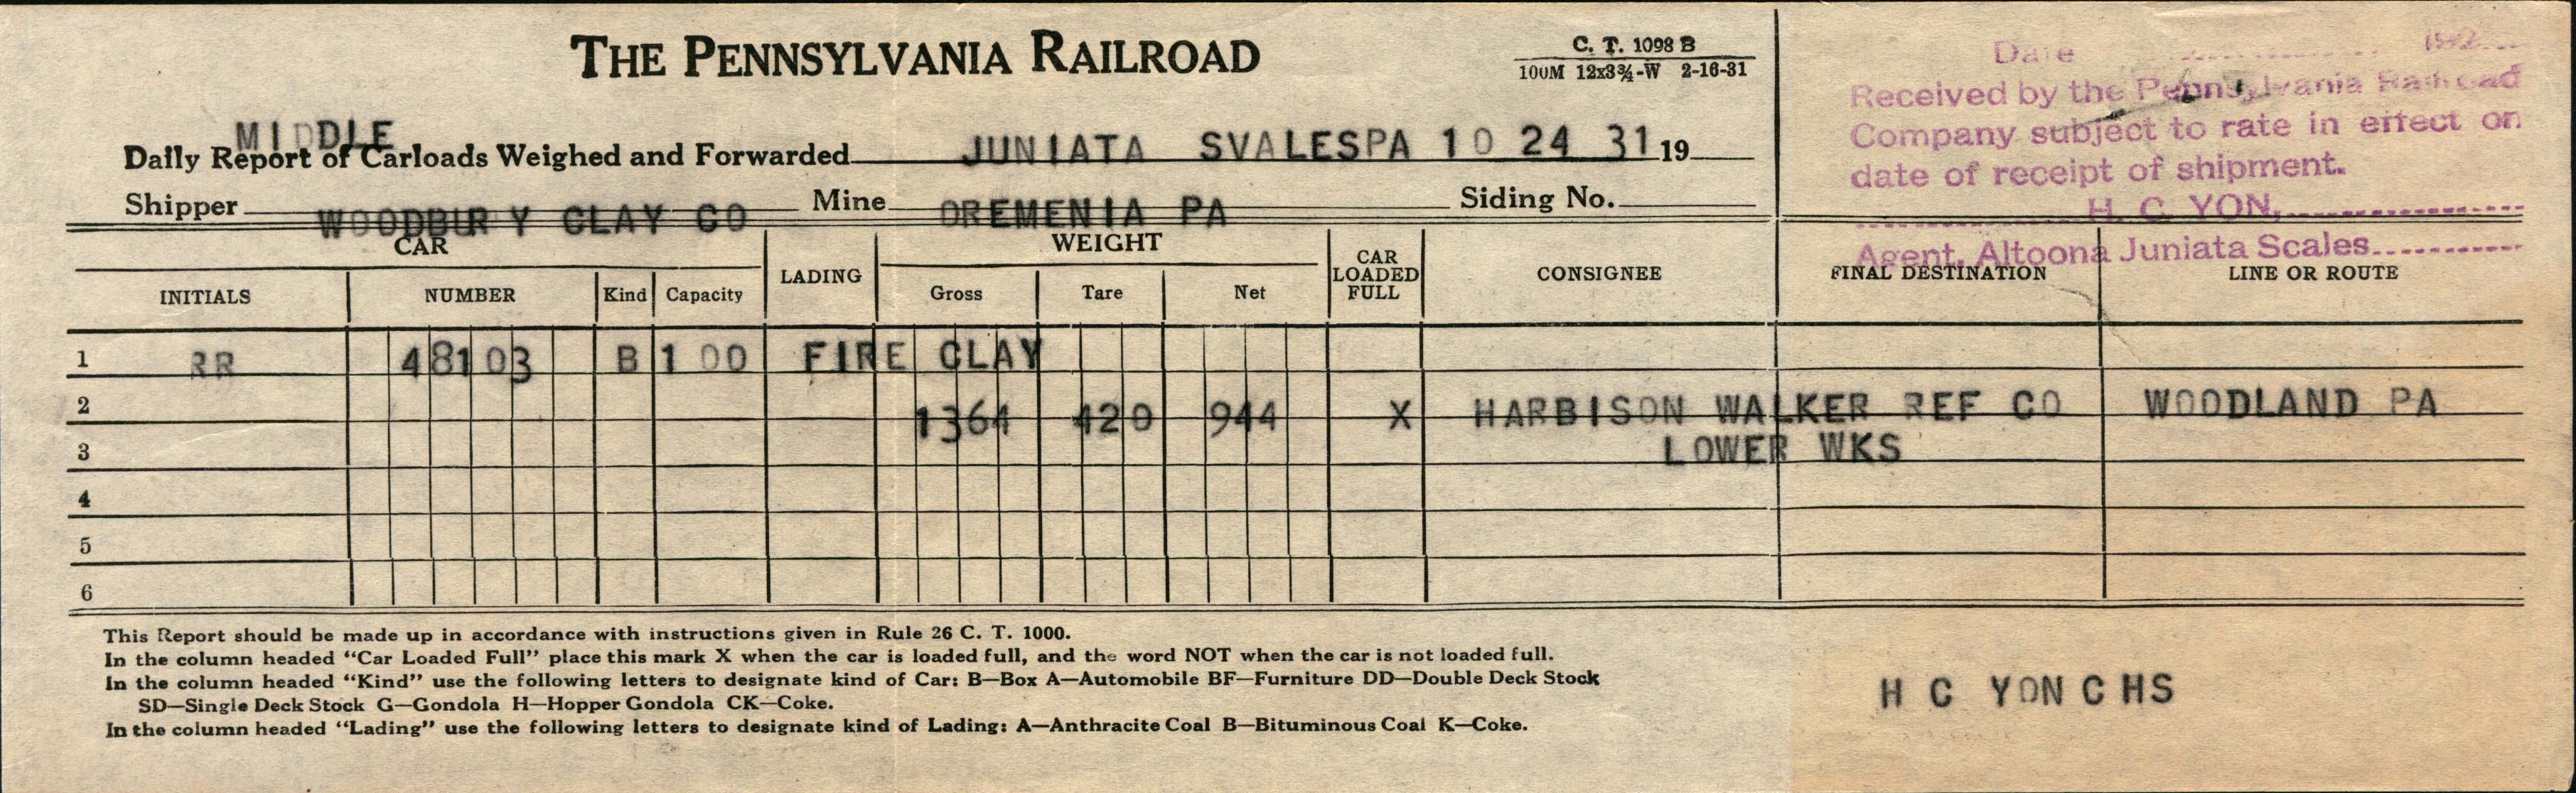 THE PENNSYLVANIA RAILROAD
C. T. 1098 B
100M 12x3¾-W 2-16-31
Date 192
Received by the Pennsylvania Railroad
Company subject to rate in effect on
date of receipt of shipment.
H. C. YON,
Agent, Altoona Juniata Scales
MIDDLE
Daily Report of Carloads Weighed and Forwarded JUNIATA SVALESPA 10 24 31 19
Shipper WOODBURY CLAY CO Mine OREMENIA PA Siding No.
CAR WEIGHT
INITIALS NUMBER Kind Capacity LADING Gross Tare Net CAR LOADED FULL CONSIGNEE FINAL DESTINATION LINE OR ROUTE
1 RR 48103 B 100 FIRE CLAY
2 1364 420 944 X HARBISON WALKER REF CO WOODLAND PA
3 LOWER WKS
4
5
6
This Report should be made up in accordance with instructions given in Rule 26 C. T. 1000.
In the column headed “Car Loaded Full” place this mark X when the car is loaded full, and the word NOT when the car is not loaded full.
In the column headed “Kind” use the following letters to designate kind of Car: B—Box A—Automobile BF—Furniture DD—Double Deck Stock
SD—Single Deck Stock G—Gondola H—Hopper Gondola CK—Coke.
In the column headed “Lading” use the following letters to designate kind of Lading: A—Anthracite Coal B—Bituminous Coal K—Coke.
H C YON C HS